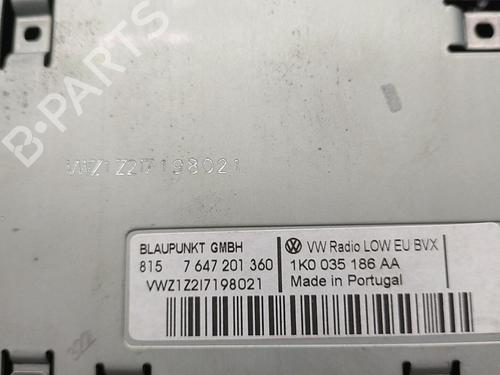 B-PARTS
VWZ1Z2I7198021
BLAUPUNKT GMBH
815 7 647 201 360
VWZ1Z2I7198021
VW Radio LOW EU BVX
1K0 035 186 AA
Made in Portugal